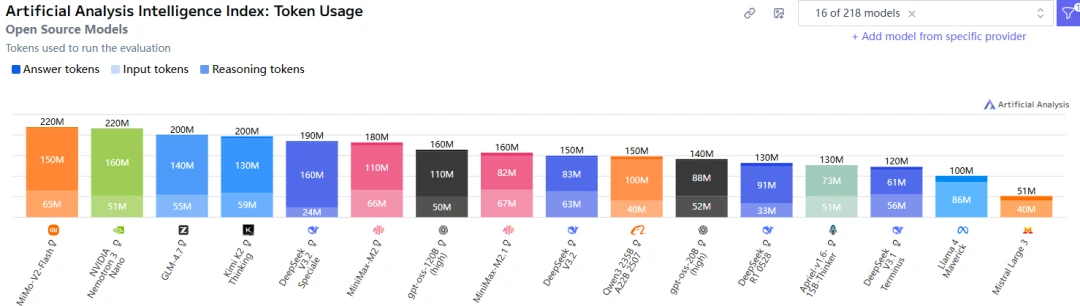 Artificial Analysis Intelligence Index: Token Usage
Open Source Models
Tokens used to run the evaluation
16 of 218 models ×
1
+ Add model from specific provider
Answer tokens Input tokens Reasoning tokens
Artificial Analysis
220M 220M 200M 200M 190M 180M 160M 160M 150M 150M 140M 130M 130M 120M 100M 51M
150M 160M 140M 130M 160M 110M 110M 82M 83M 100M 88M 91M 73M 61M
65M 51M 55M 59M 24M 66M 50M 67M 63M 40M 52M 33M 51M 56M 86M 40M
MiMo-V2-Flash
NVIDIA
Nemotron 3
Nano
GLM-4.7
Kimi K2
Thinking
DeepSeek
V3.2
Speciale
MiniMax-M2
gpt-oss-120B
(high)
MiniMax-M2.1
DeepSeek
V3.2
Qwen3 235B
A22B 2507
gpt-oss-20B
(high)
DeepSeek
R1 0528
Apriel-v1.6-
15B-Thinker
DeepSeek
V3.1
Terminus
Llama 4
Maverick
Mistral Large 3